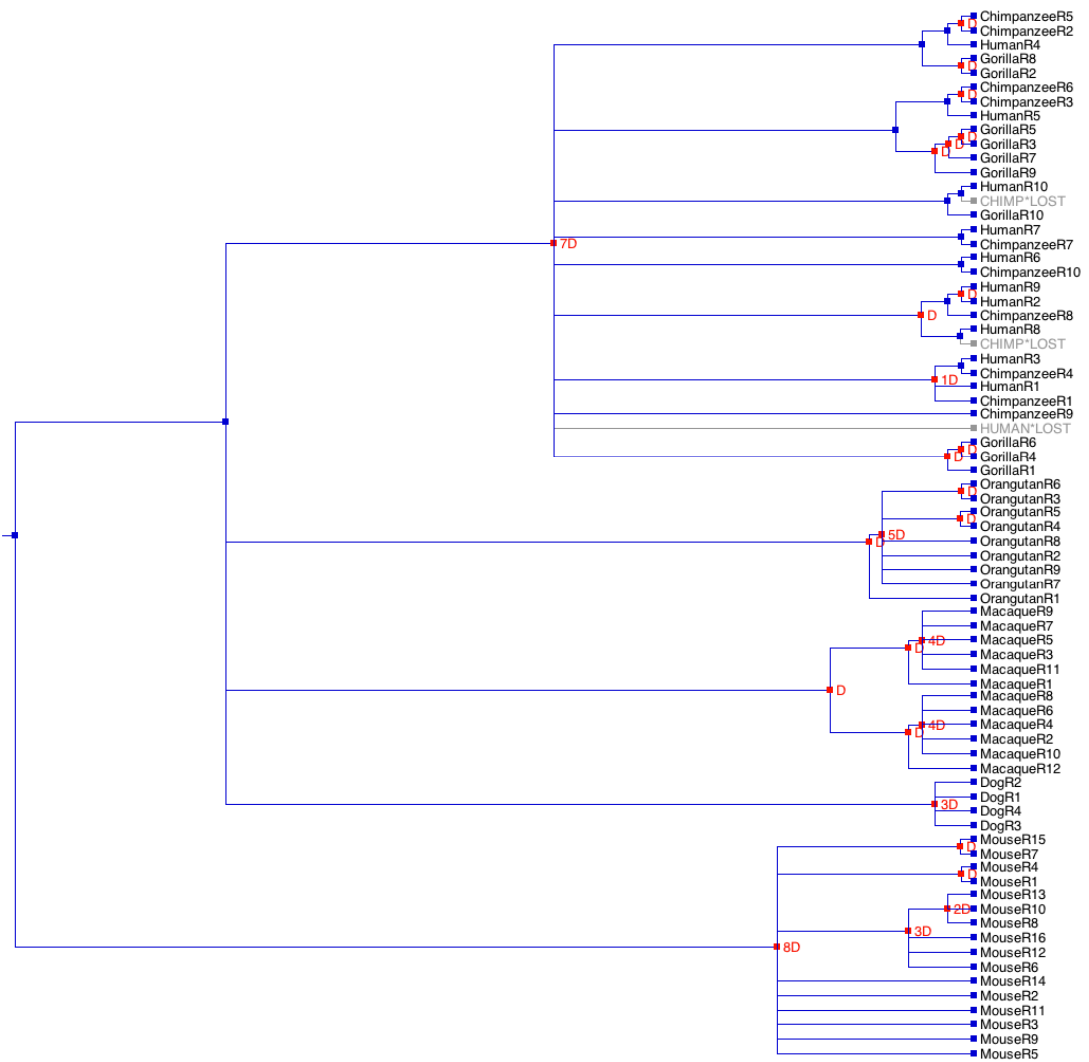 ChimpanzeeR5
D
ChimpanzeeR2
HumanR4
GorillaR8
D
GorillaR2
ChimpanzeeR6
D
ChimpanzeeR3
HumanR5
GorillaR5
D
D GorillaR3
D
GorillaR7
GorillaR9
HumanR10
CHIMP*LOST
GorillaR10
HumanR7
7D ChimpanzeeR7
HumanR6
ChimpanzeeR10
HumanR9
D
HumanR2
D ChimpanzeeR8
HumanR8
CHIMP*LOST
HumanR3
ChimpanzeeR4
1D
HumanR1
ChimpanzeeR1
ChimpanzeeR9
HUMAN*LOST
GorillaR6
D
D GorillaR4
GorillaR1
OrangutanR6
D
OrangutanR3
OrangutanR5
D
OrangutanR4
5D
D OrangutanR8
OrangutanR2
OrangutanR9
OrangutanR7
OrangutanR1
MacaqueR9
MacaqueR7
4D MacaqueR5
D
MacaqueR3
MacaqueR11
MacaqueR1
D
MacaqueR8
MacaqueR6
4D MacaqueR4
D
MacaqueR2
MacaqueR10
MacaqueR12
DogR2
DogR1
3D
DogR4
DogR3
MouseR15
D
MouseR7
MouseR4
D
MouseR1
MouseR13
2D MouseR10
MouseR8
3D
MouseR16
8D
MouseR12
MouseR6
MouseR14
MouseR2
MouseR11
MouseR3
MouseR9
MouseR5